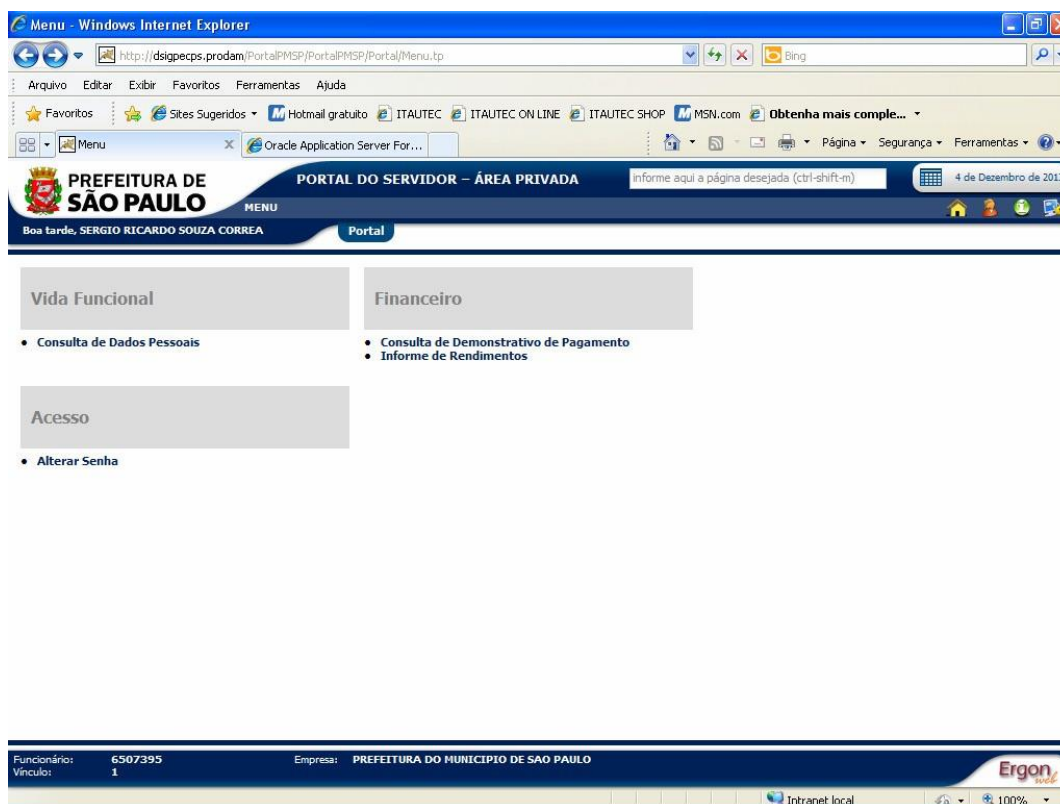 Menu - Windows Internet Explorer
http://dsigpecps.prodam/PortalPMSP/PortalPMSP/Portal/Menu.tp
Bing
Arquivo Editar Exibir Favoritos Ferramentas Ajuda
Favoritos Sites Sugeridos Hotmail gratuito ITAUTEC ITAUTEC ON LINE ITAUTEC SHOP MSN.com Obtenha mais comple...
Menu X Oracle Application Server For... Página Segurança Ferramentas
PREFEITURA DE
SÃO PAULO
PORTAL DO SERVIDOR – ÁREA PRIVADA
informe aqui a página desejada (ctrl-shift-m)
4 de Dezembro de 201
MENU
Boa tarde, SERGIO RICARDO SOUZA CORREA
Portal
Vida Funcional
• Consulta de Dados Pessoais
Financeiro
• Consulta de Demonstrativo de Pagamento
• Informe de Rendimentos
Acesso
• Alterar Senha
Funcionário: 6507395 Empresa: PREFEITURA DO MUNICIPIO DE SAO PAULO
Vínculo: 1
Ergon
web
Intranet local 100%